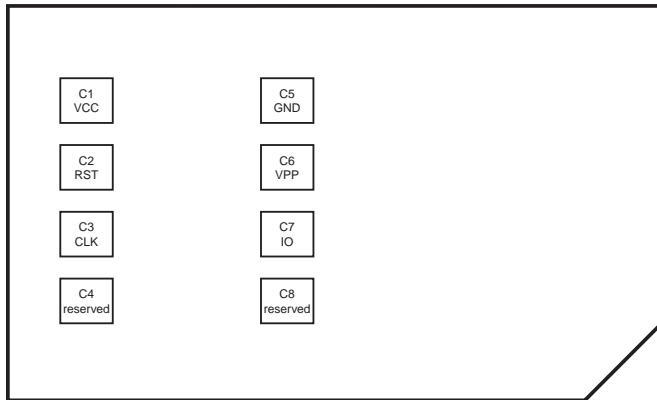 C1
VCC
C5
GND
C2
RST
C6
VPP
C3
CLK
C7
IO
C4
reserved
C8
reserved